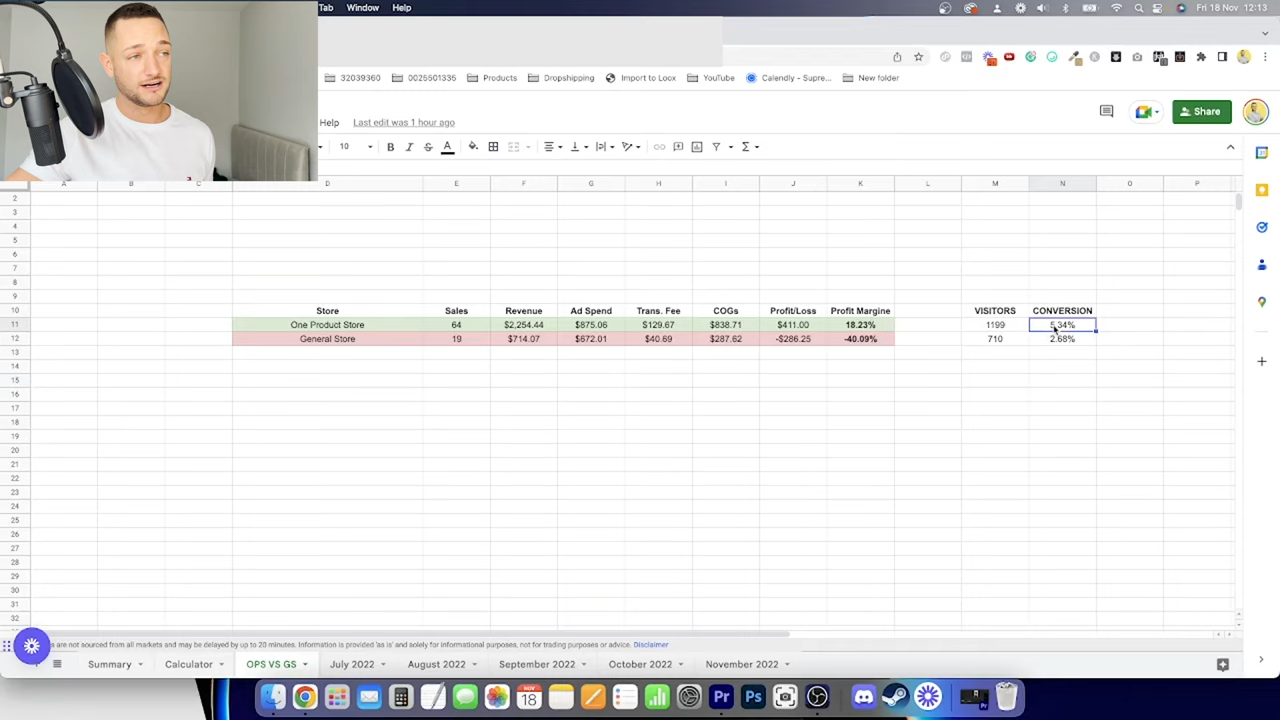 Tab Window Help Fri 18 Nov 12:13
32039360 0025501335 Products Dropshipping Import to Loox YouTube Calendly - Supre... New folder
Help Last edit was 1 hour ago Share
10 B I S A
A B C D E F G H I J K L M N O P
2
3
4
5
6
7
8
9
10 Store Sales Revenue Ad Spend Trans. Fee COGs Profit/Loss Profit Margine VISITORS CONVERSION
11 One Product Store 64 $2,254.44 $875.06 $129.67 $838.71 $411.00 18.23% 1199 5.34%
12 General Store 19 $714.07 $672.01 $40.69 $287.62 -$286.25 -40.09% 710 2.68%
13
14
15
16
17
18
19
20
21
22
23
24
25
26
27
28
29
30
31
32
are not sourced from all markets and may be delayed by up to 20 minutes. Information is provided 'as is' and solely for informational purposes, not for trading purposes or advice. Disclaimer
Summary Calculator OPS VS GS July 2022 August 2022 September 2022 October 2022 November 2022
NOV 18 Pr Ps